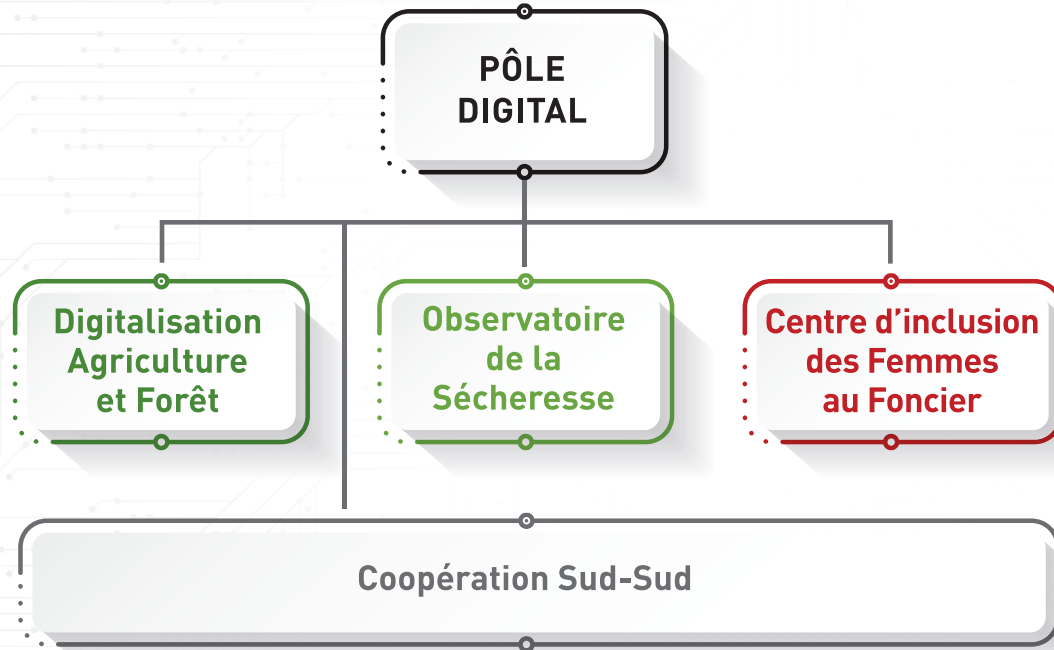 PÔLE
DIGITAL
Digitalisation
Agriculture
et Forêt
Observatoire
de la
Sécheresse
Centre d’inclusion
des Femmes
au Foncier
Coopération Sud-Sud